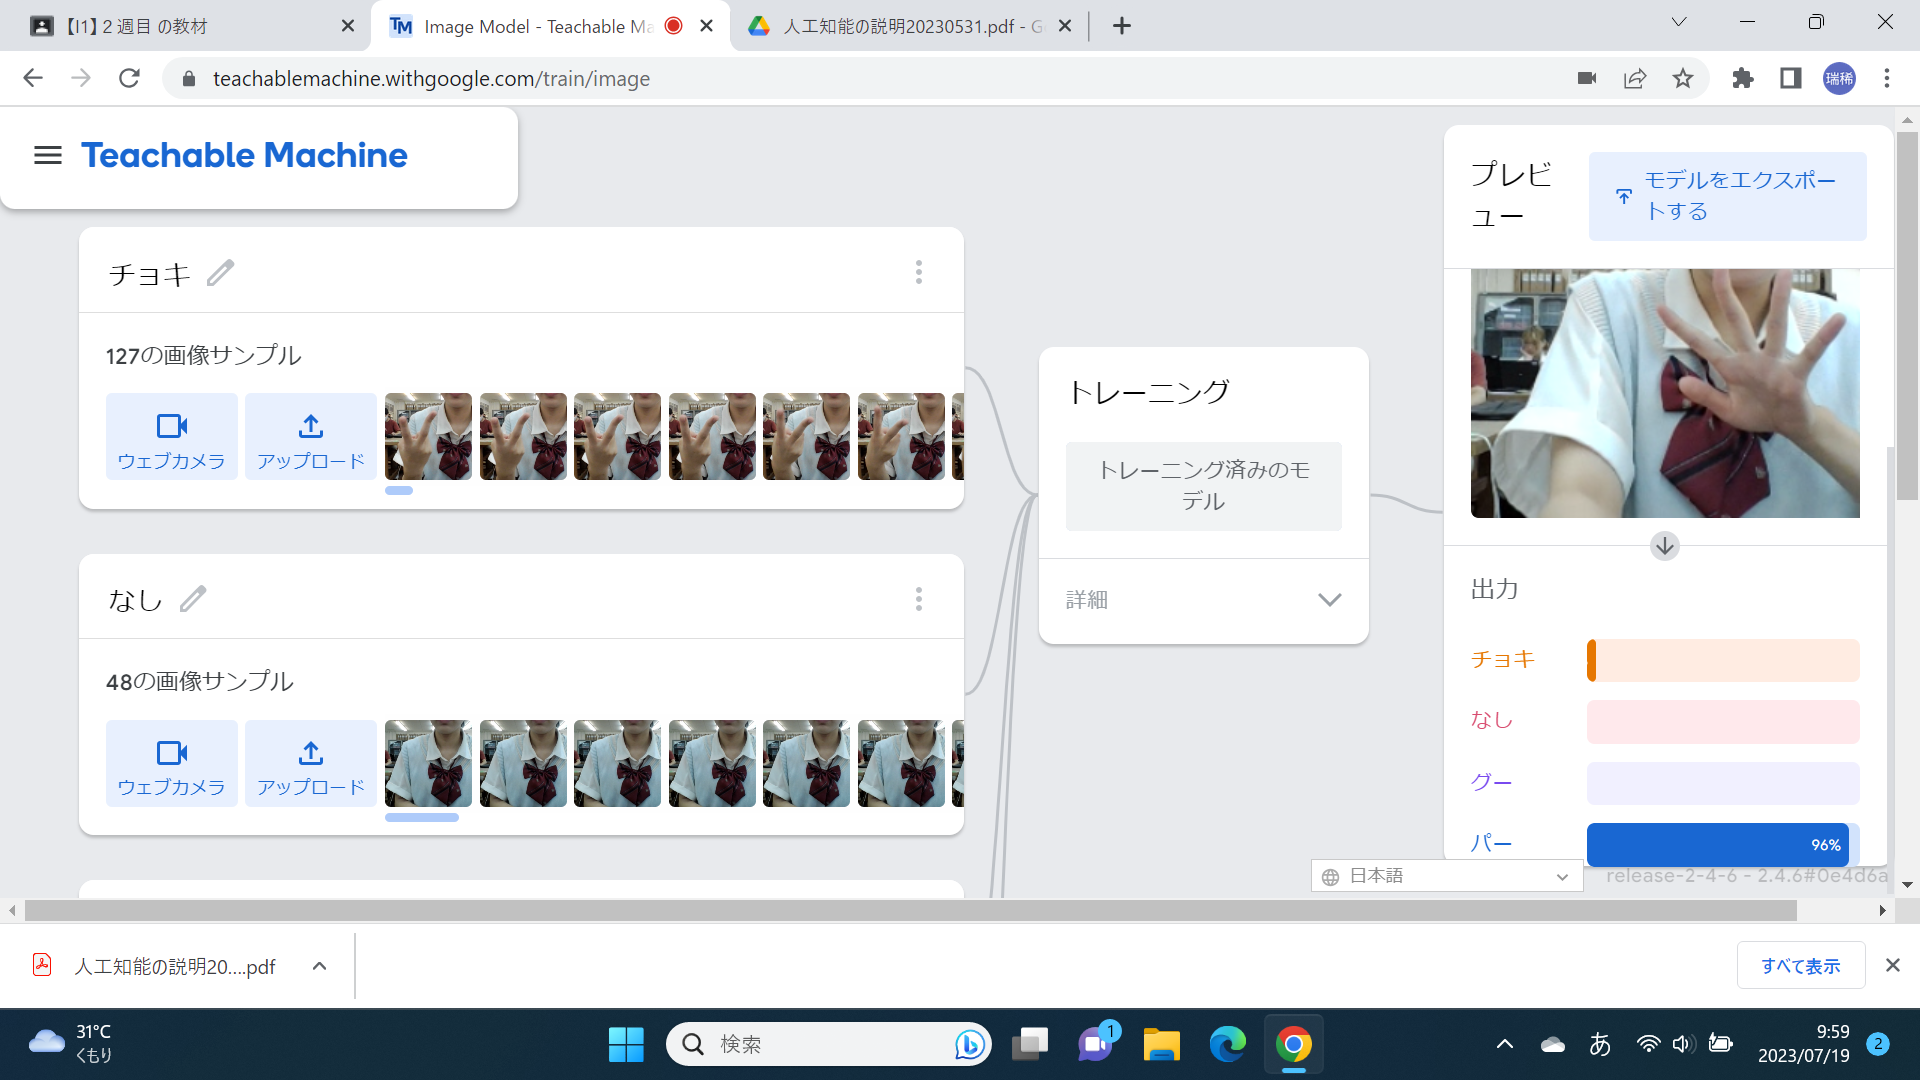 【I1】２週目 の教材
Image Model - Teachable Ma
人工知能の説明20230531.pdf - G
teachablemachine.withgoogle.com/train/image
瑞稀
Teachable Machine
プレビュー
モデルをエクスポートする
チョキ
127の画像サンプル
ウェブカメラ
アップロード
なし
48の画像サンプル
ウェブカメラ
アップロード
トレーニング
トレーニング済みのモデル
詳細
出力
チョキ
なし
グー
パー
96%
日本語
release-2-4-6 - 2.4.6#0e4d6a
人工知能の説明20....pdf
すべて表示
31°C
くもり
検索
1
あ
9:59
2023/07/19
2